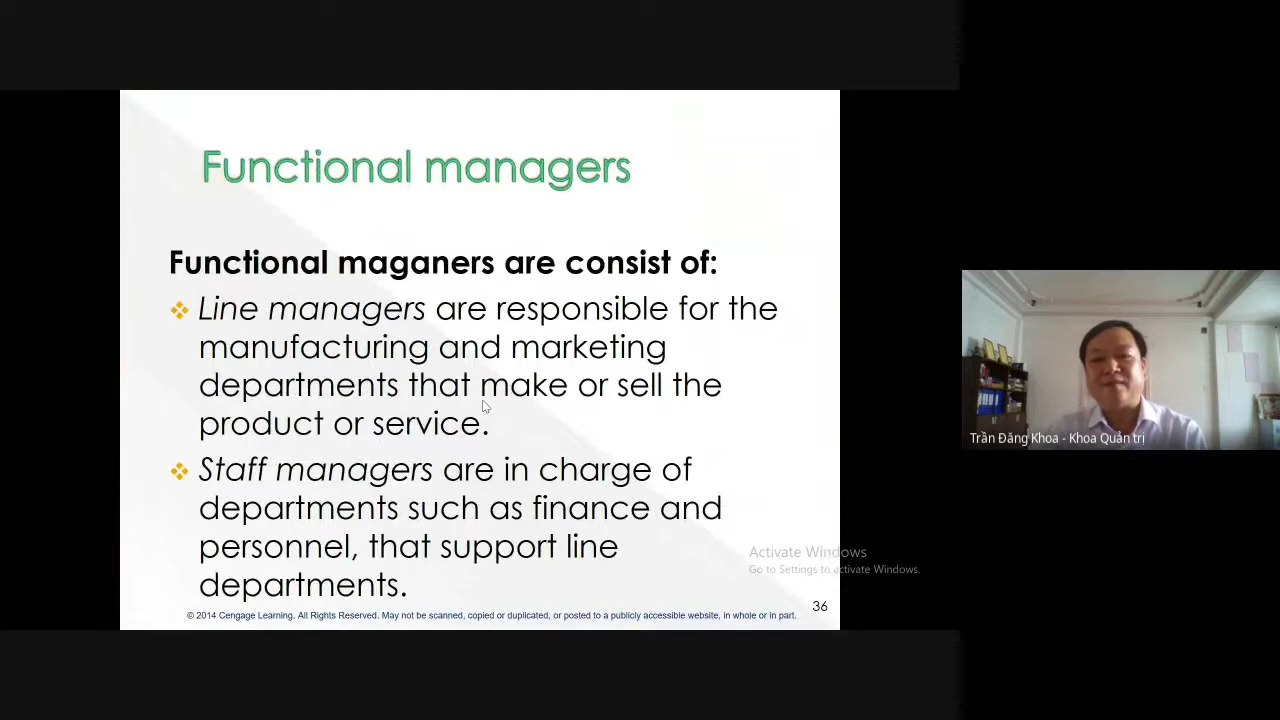 Functional managers
Functional maganers are consist of:
Line managers are responsible for the
manufacturing and marketing
departments that make or sell the
product or service.
Staff managers are in charge of
departments such as finance and
personnel, that support line
departments.
© 2014 Cengage Learning. All Rights Reserved. May not be scanned, copied or duplicated, or posted to a publicly accessible website, in whole or in part.
36
Activate Windows
Go to Settings to activate Windows.
Trần Đăng Khoa - Khoa Quản trị